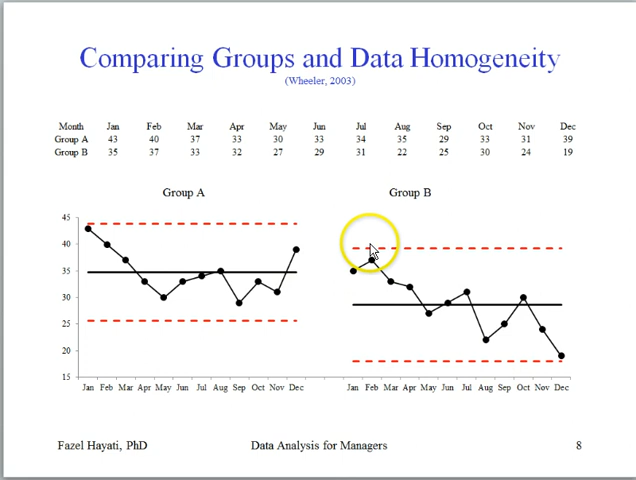 Comparing Groups and Data Homogeneity
(Wheeler, 2003)
Month Jan Feb Mar Apr May Jun Jul Aug Sep Oct Nov Dec
Group A 43 40 37 33 30 33 34 35 29 33 31 39
Group B 35 37 33 32 27 29 31 22 25 30 24 19
Group A Group B
45
40
35
30
25
20
15
Jan Feb Mar Apr May Jun Jul Aug Sep Oct Nov Dec Jan Feb Mar Apr May Jun Jul Aug Sep Oct Nov Dec
Fazel Hayati, PhD Data Analysis for Managers 8